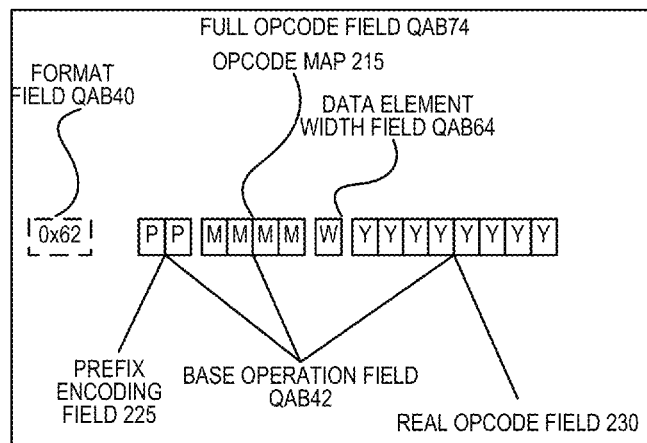 FULL OPCODE FIELD QAB74
OPCODE MAP 215
FORMAT
FIELD QAB40
DATA ELEMENT
WIDTH FIELD QAB64
0x62 P P M M M M W Y Y Y Y Y Y Y Y
PREFIX
ENCODING
FIELD 225
BASE OPERATION FIELD
QAB42
REAL OPCODE FIELD 230